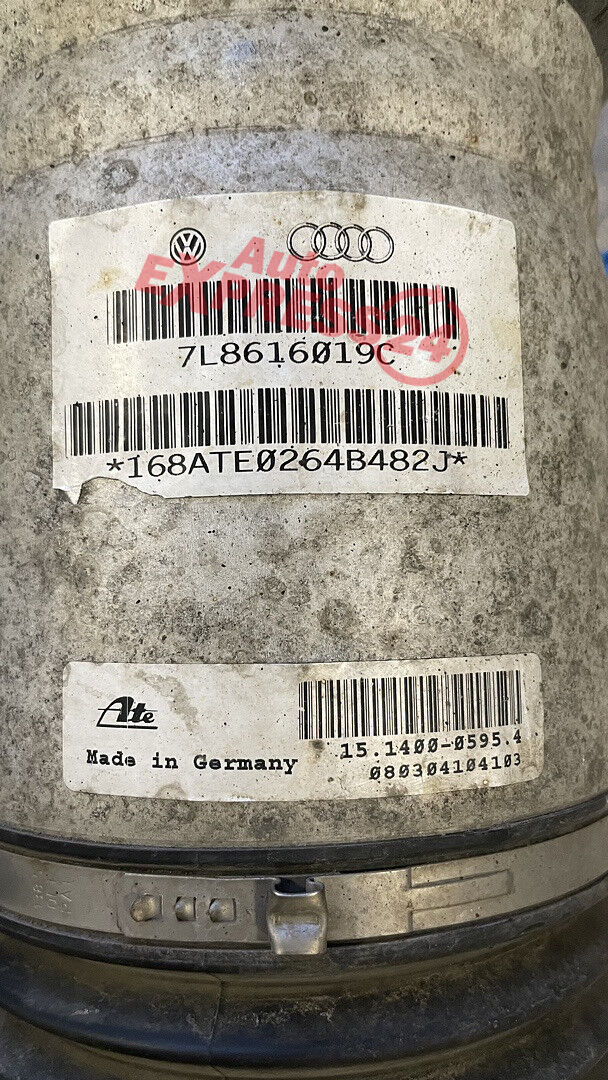 Auto
EXPRESS24
7L8616019C
*168ATE0264B482J*
Ate
Made in Germany
15.1400-0595.4
080304104103